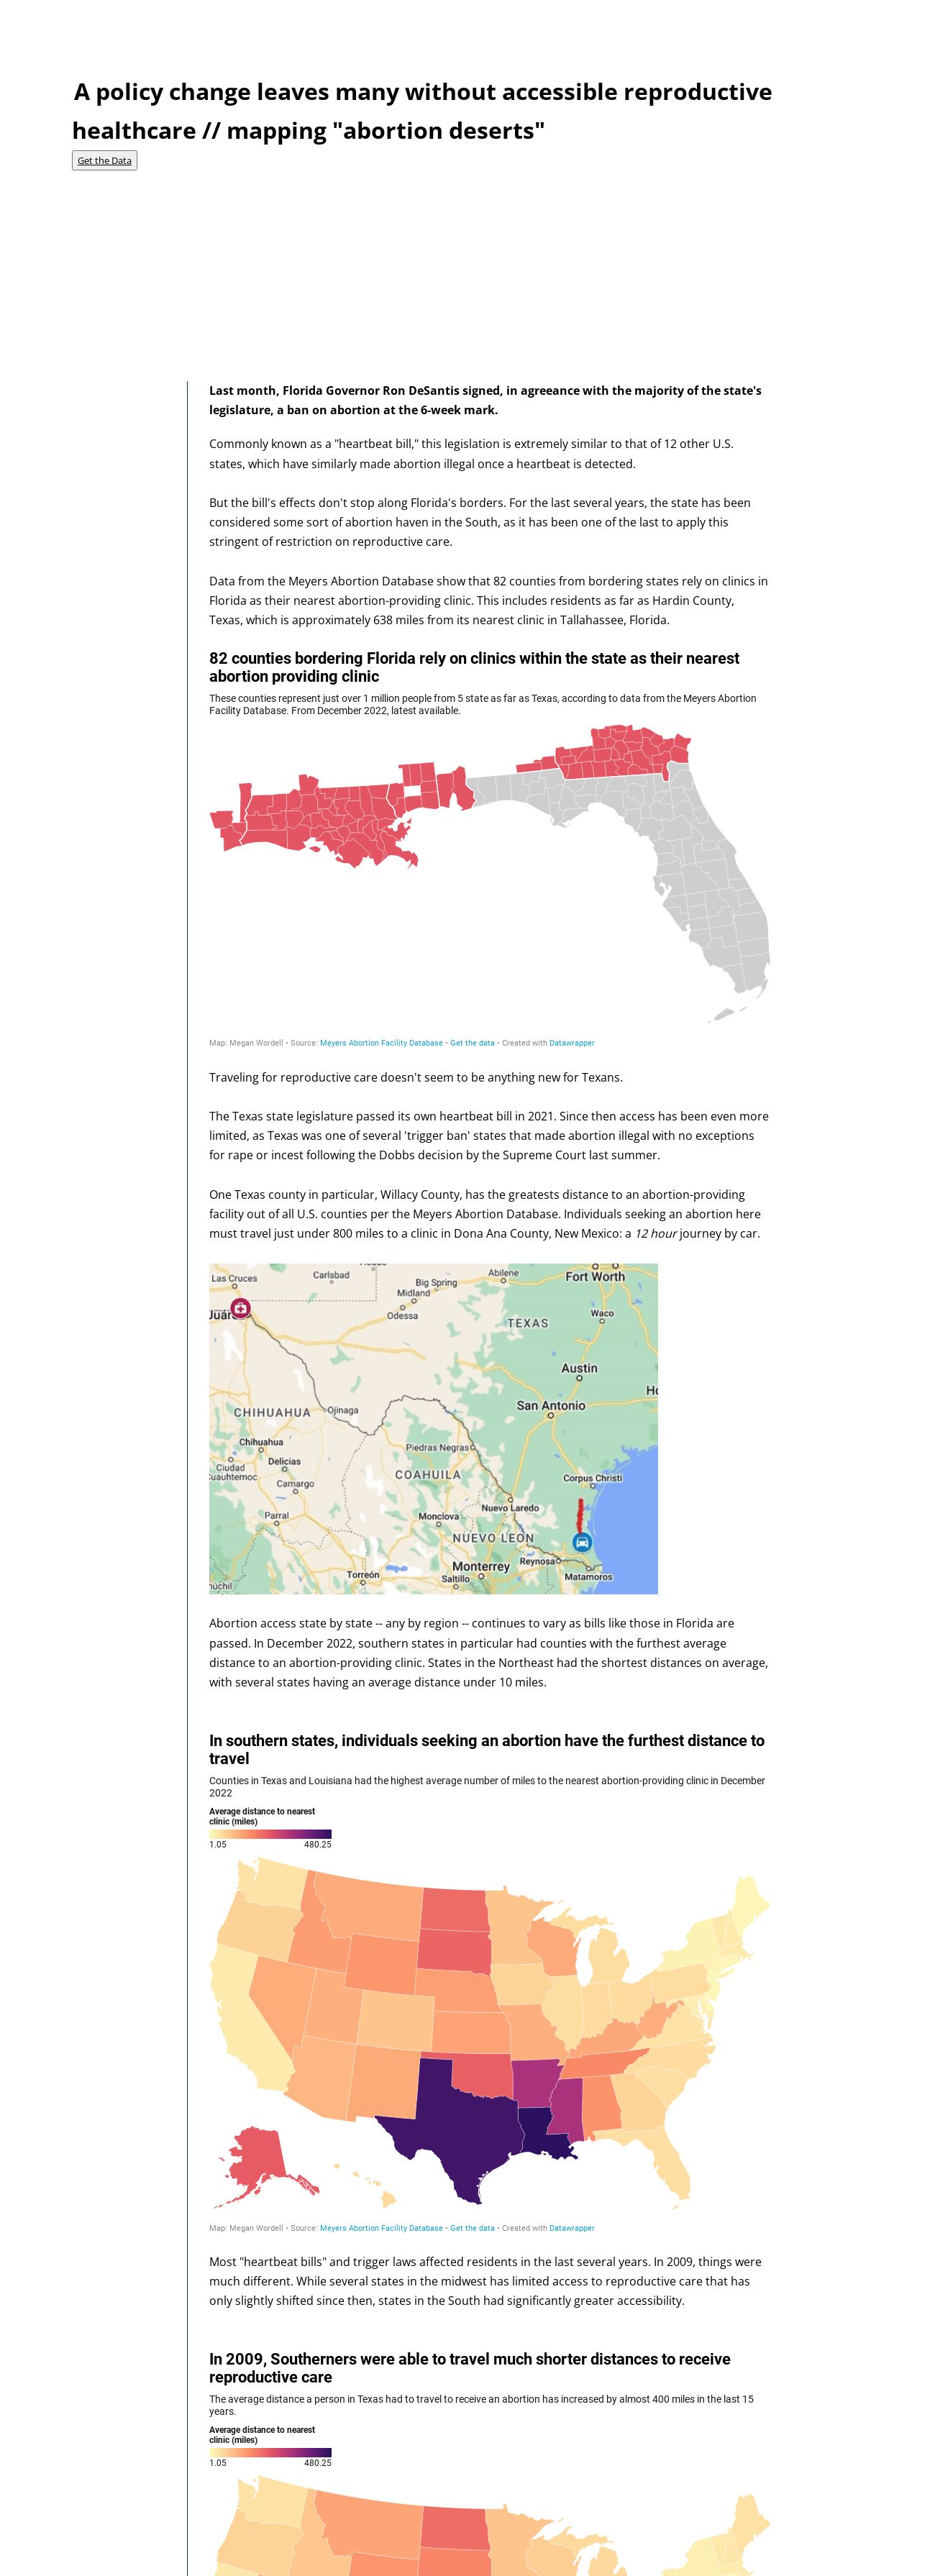 A policy change leaves many without accessible reproductive
healthcare // mapping "abortion deserts"
Get the Data
Last month, Florida Governor Ron DeSantis signed, in agreeance with the majority of the state's
legislature, a ban on abortion at the 6-week mark.
Commonly known as a "heartbeat bill," this legislation is extremely similar to that of 12 other U.S.
states, which have similarly made abortion illegal once a heartbeat is detected.
But the bill's effects don't stop along Florida's borders. For the last several years, the state has been
considered some sort of abortion haven in the South, as it has been one of the last to apply this
stringent of restriction on reproductive care.
Data from the Meyers Abortion Database show that 82 counties from bordering states rely on clinics in
Florida as their nearest abortion-providing clinic. This includes residents as far as Hardin County,
Texas, which is approximately 638 miles from its nearest clinic in Tallahassee, Florida.
82 counties bordering Florida rely on clinics within the state as their nearest
abortion providing clinic
These counties represent just over 1 million people from 5 state as far as Texas, according to data from the Meyers Abortion
Facility Database. From December 2022, latest available.
Map: Megan Wordell • Source: Meyers Abortion Facility Database • Get the data • Created with Datawrapper
Traveling for reproductive care doesn't seem to be anything new for Texans.
The Texas state legislature passed its own heartbeat bill in 2021. Since then access has been even more
limited, as Texas was one of several 'trigger ban' states that made abortion illegal with no exceptions
for rape or incest following the Dobbs decision by the Supreme Court last summer.
One Texas county in particular, Willacy County, has the greatests distance to an abortion-providing
facility out of all U.S. counties per the Meyers Abortion Database. Individuals seeking an abortion here
must travel just under 800 miles to a clinic in Dona Ana County, New Mexico: a 12 hour journey by car.
Las Cruces
Carlsbad
Big Spring
Abilene
Fort Worth
Midland
Odessa
Waco
Juárez
TEXAS
Austin
San Antonio
CHIHUAHUA
Ojinaga
Chihuahua
Piedras Negras
Delicias
Ciudad
Cuauhtemoc
COAHUILA
Corpus Christi
Camargo
Nuevo Laredo
Parral
Monclova
NUEVO LEON
Reynosa
Monterrey
Torreón
Saltillo
Matamoros
Abortion access state by state -- any by region -- continues to vary as bills like those in Florida are
passed. In December 2022, southern states in particular had counties with the furthest average
distance to an abortion-providing clinic. States in the Northeast had the shortest distances on average,
with several states having an average distance under 10 miles.
In southern states, individuals seeking an abortion have the furthest distance to
travel
Counties in Texas and Louisiana had the highest average number of miles to the nearest abortion-providing clinic in December
2022
Average distance to nearest
clinic (miles)
1.05 480.25
Map: Megan Wordell • Source: Meyers Abortion Facility Database • Get the data • Created with Datawrapper
Most "heartbeat bills" and trigger laws affected residents in the last several years. In 2009, things were
much different. While several states in the midwest has limited access to reproductive care that has
only slightly shifted since then, states in the South had significantly greater accessibility.
In 2009, Southerners were able to travel much shorter distances to receive
reproductive care
The average distance a person in Texas had to travel to receive an abortion has increased by almost 400 miles in the last 15
years.
Average distance to nearest
clinic (miles)
1.05 480.25